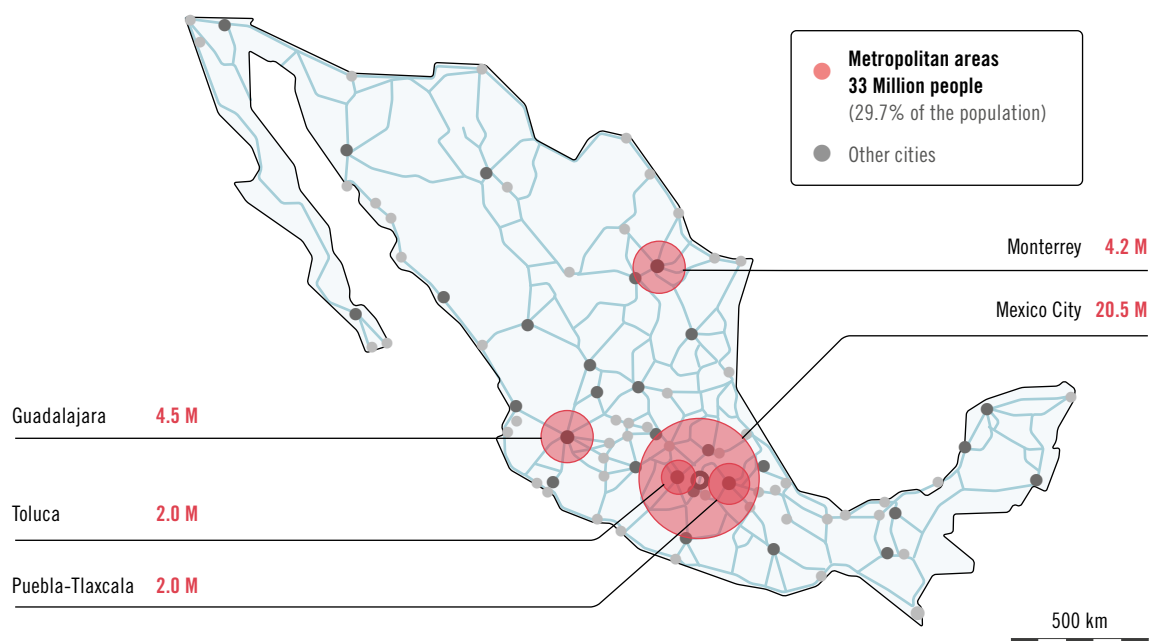 Metropolitan areas
33 Million people
(29.7% of the population)
Other cities
Monterrey 4.2 M
Mexico City 20.5 M
Guadalajara 4.5 M
Toluca 2.0 M
Puebla-Tlaxcala 2.0 M
500 km